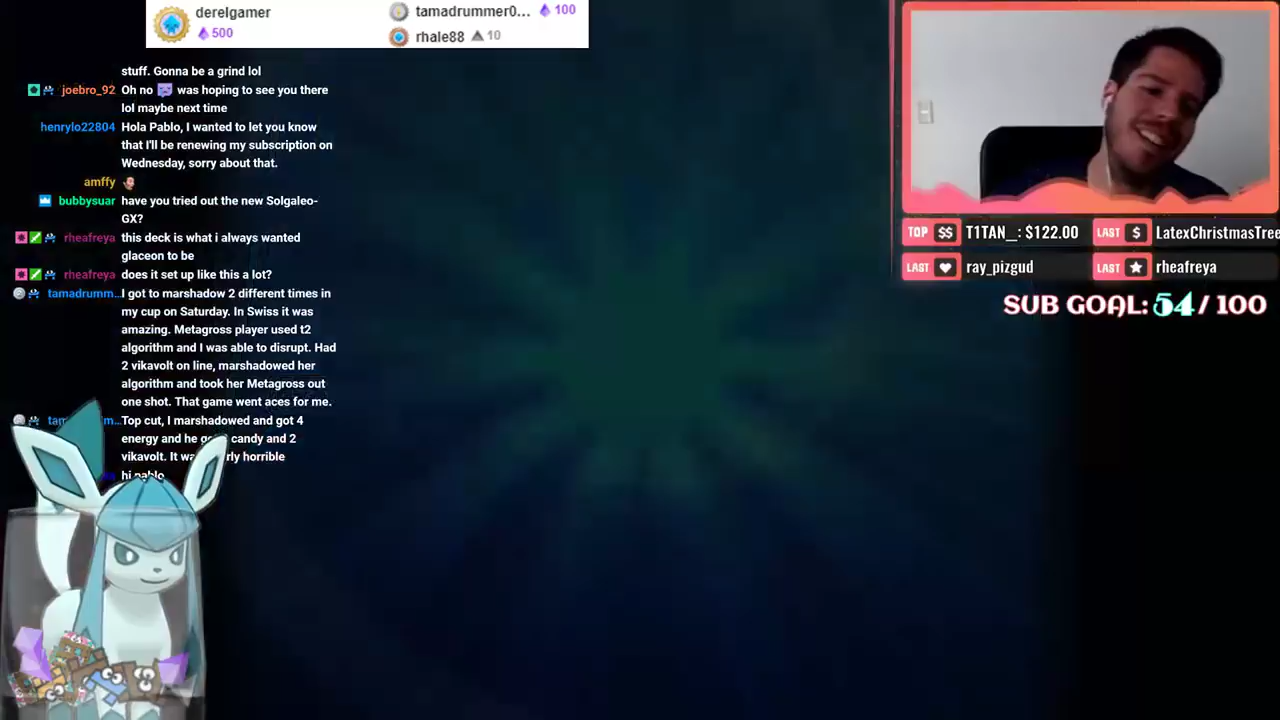 derelgamer
500
tamadrummer0... 100
rhale88 10
stuff. Gonna be a grind lol
joebro_92 Oh no was hoping to see you there
lol maybe next time
henrylo22804 Hola Pablo, I wanted to let you know
that I'll be renewing my subscription on
Wednesday, sorry about that.
amffy
bubbysuar have you tried out the new Solgaleo-
GX?
rheafreya this deck is what i always wanted
glaceon to be
rheafreya does it set up like this a lot?
tamadrumm... I got to marshadow 2 different times in
my cup on Saturday. In Swiss it was
amazing. Metagross player used t2
algorithm and I was able to disrupt. Had
2 vikavolt on line, marshadowed her
algorithm and took her Metagross out
one shot. That game went aces for me.
Top cut, I marshadowed and got 4
energy and he candy and 2
vikavolt. It horrible
hi pablo
TOP $$ T1TAN__: $122.00
LAST $ LatexChristmasTree
LAST ray_pizgud
LAST rheafreya
SUB GOAL: 54 / 100